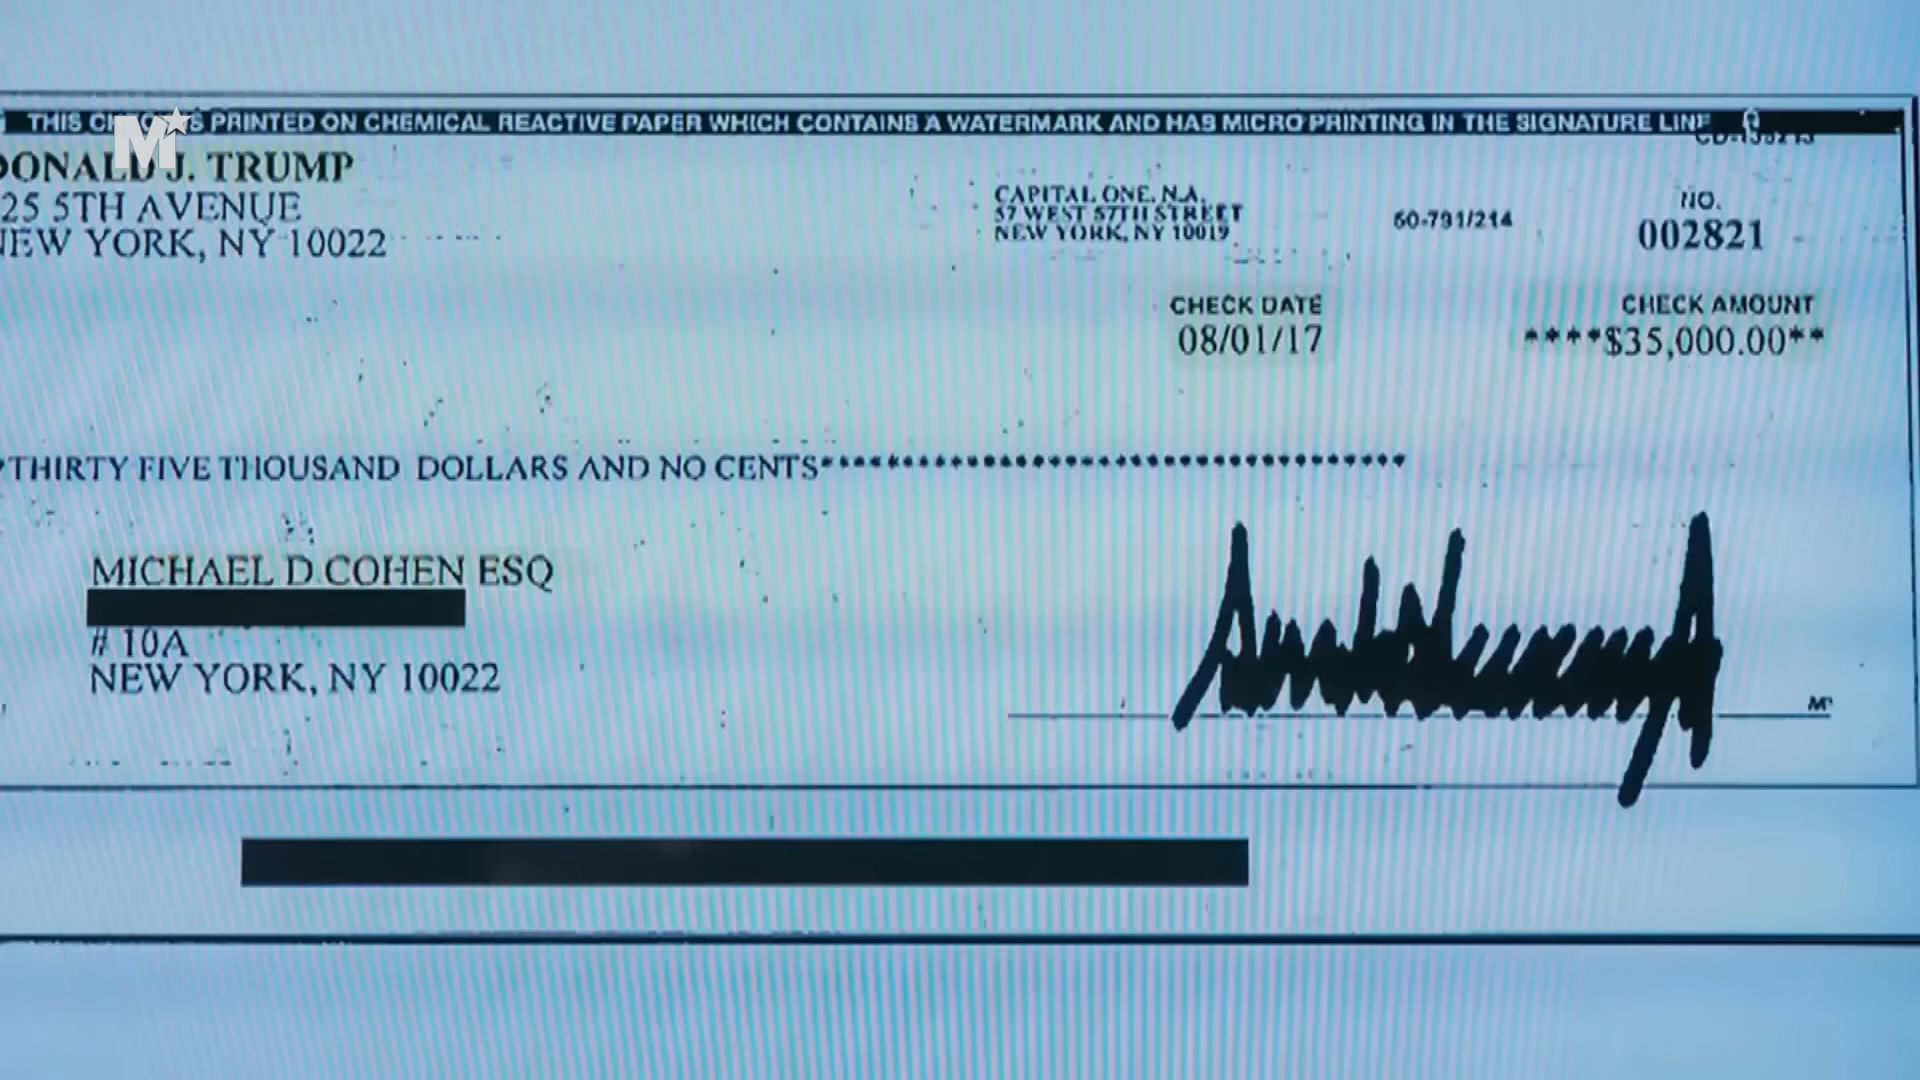 THIS CHECK IS PRINTED ON CHEMICAL REACTIVE PAPER WHICH CONTAINS A WATERMARK AND HAS MICRO PRINTING IN THE SIGNATURE LINE
M
DONALD J. TRUMP
25 5TH AVENUE
NEW YORK, NY 10022
CAPITAL ONE, N.A.
57 WEST 57TH STREET
NEW YORK, NY 10019
60-791/214
NO.
002821
CHECK DATE
08/01/17
CHECK AMOUNT
****$35,000.00**
*THIRTY FIVE THOUSAND DOLLARS AND NO CENTS************************************
MICHAEL D COHEN ESQ
# 10A
NEW YORK, NY 10022